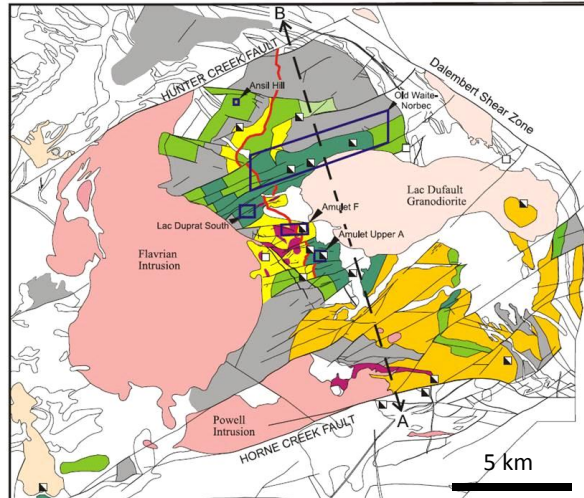 B
HUNTER CREEK FAULT
Ansil Hill
Old Waite-
Norbec
Dalembert Shear Zone
Lac Dufault
Granodiorite
Amulet F
Lac Duprat South
Amulet Upper A
Flavrian
Intrusion
Powell
Intrusion
HORNE CREEK FAULT
A
5 km